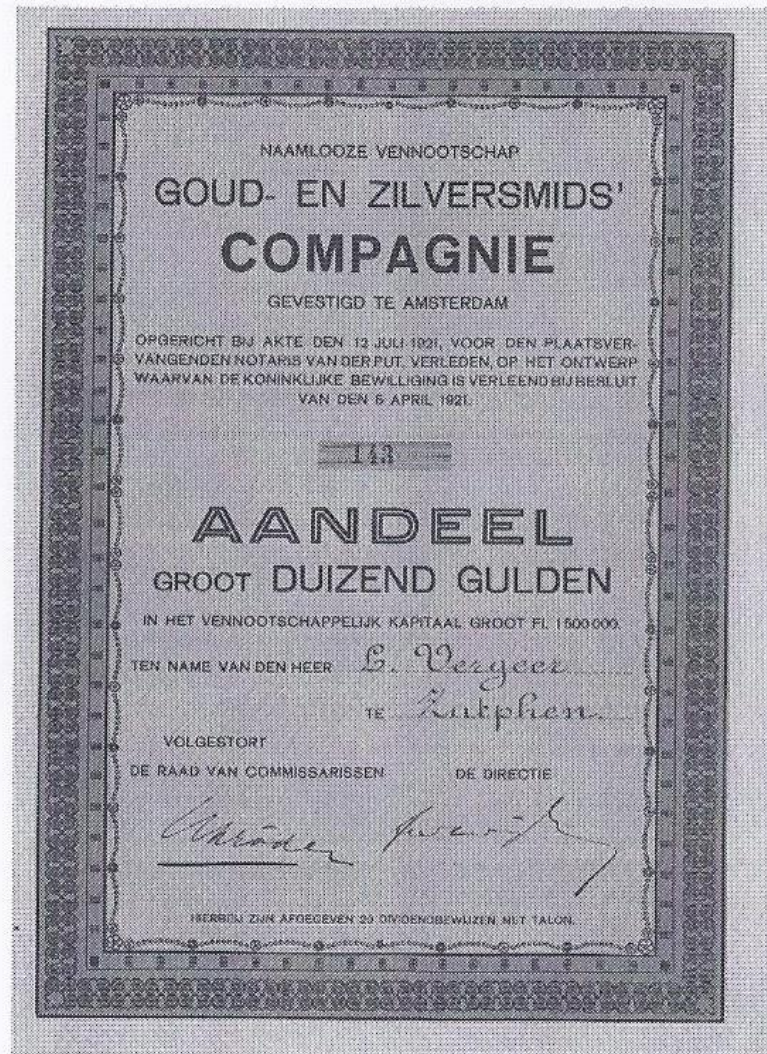 NAAMLOOZE VENNOOTSCHAP
GOUD- EN ZILVERSMIDS'
COMPAGNIE
GEVESTIGD TE AMSTERDAM
OPGERICHT BIJ AKTE DEN 12 JULI 1921, VOOR DEN PLAATSVER-
VANGENDEN NOTARIS VAN DER PUT, VERLEDEN, OP HET ONTWERP
WAARVAN DE KONINKLIJKE BEWILLIGING IS VERLEEND BIJ BESLUIT
VAN DEN 6 APRIL 1921.
143
AANDEEL
GROOT DUIZEND GULDEN
IN HET VENNOOTSCHAPPELIJK KAPITAAL GROOT FL 1500000.
TEN NAME VAN DEN HEER L. Vergeer
TE Zutphen
VOLGESTORT
DE RAAD VAN COMMISSARISSEN DE DIRECTIE
Schröder
HIERBIJ ZIJN AFGEGEVEN 20 DIVIDENDBEWIJZEN MET TALON.